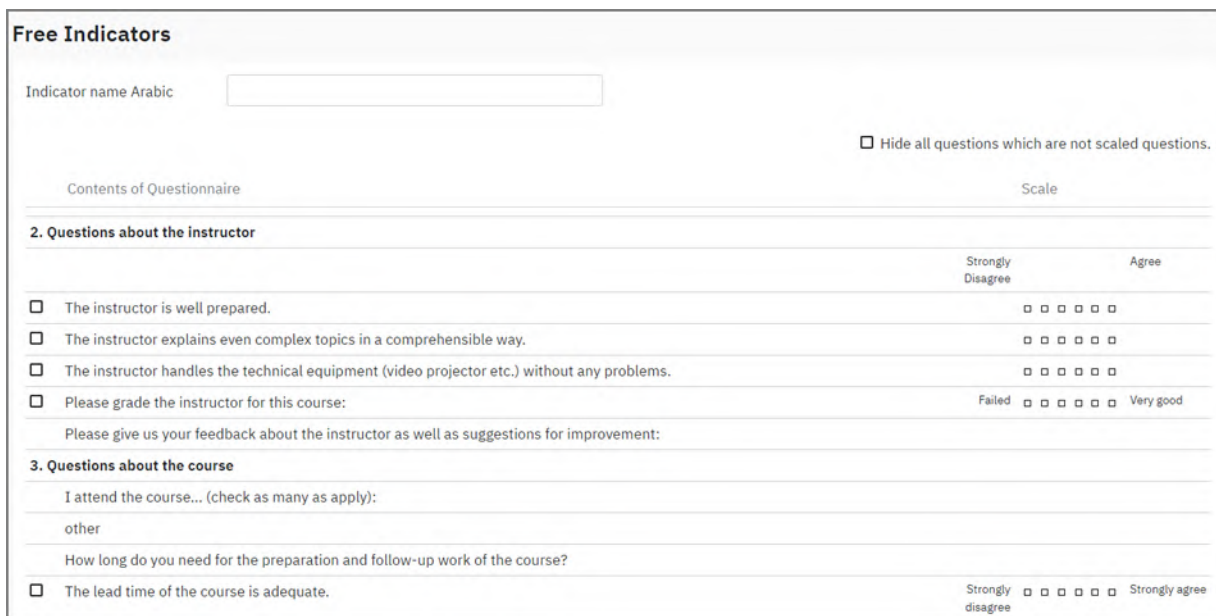 Free Indicators
Indicator name Arabic
Hide all questions which are not scaled questions.
Contents of Questionnaire Scale
2. Questions about the instructor
Strongly Disagree Agree
The instructor is well prepared.
The instructor explains even complex topics in a comprehensible way.
The instructor handles the technical equipment (video projector etc.) without any problems.
Please grade the instructor for this course: Failed Very good
Please give us your feedback about the instructor as well as suggestions for improvement:
3. Questions about the course
I attend the course... (check as many as apply):
other
How long do you need for the preparation and follow-up work of the course?
The lead time of the course is adequate. Strongly disagree Strongly agree